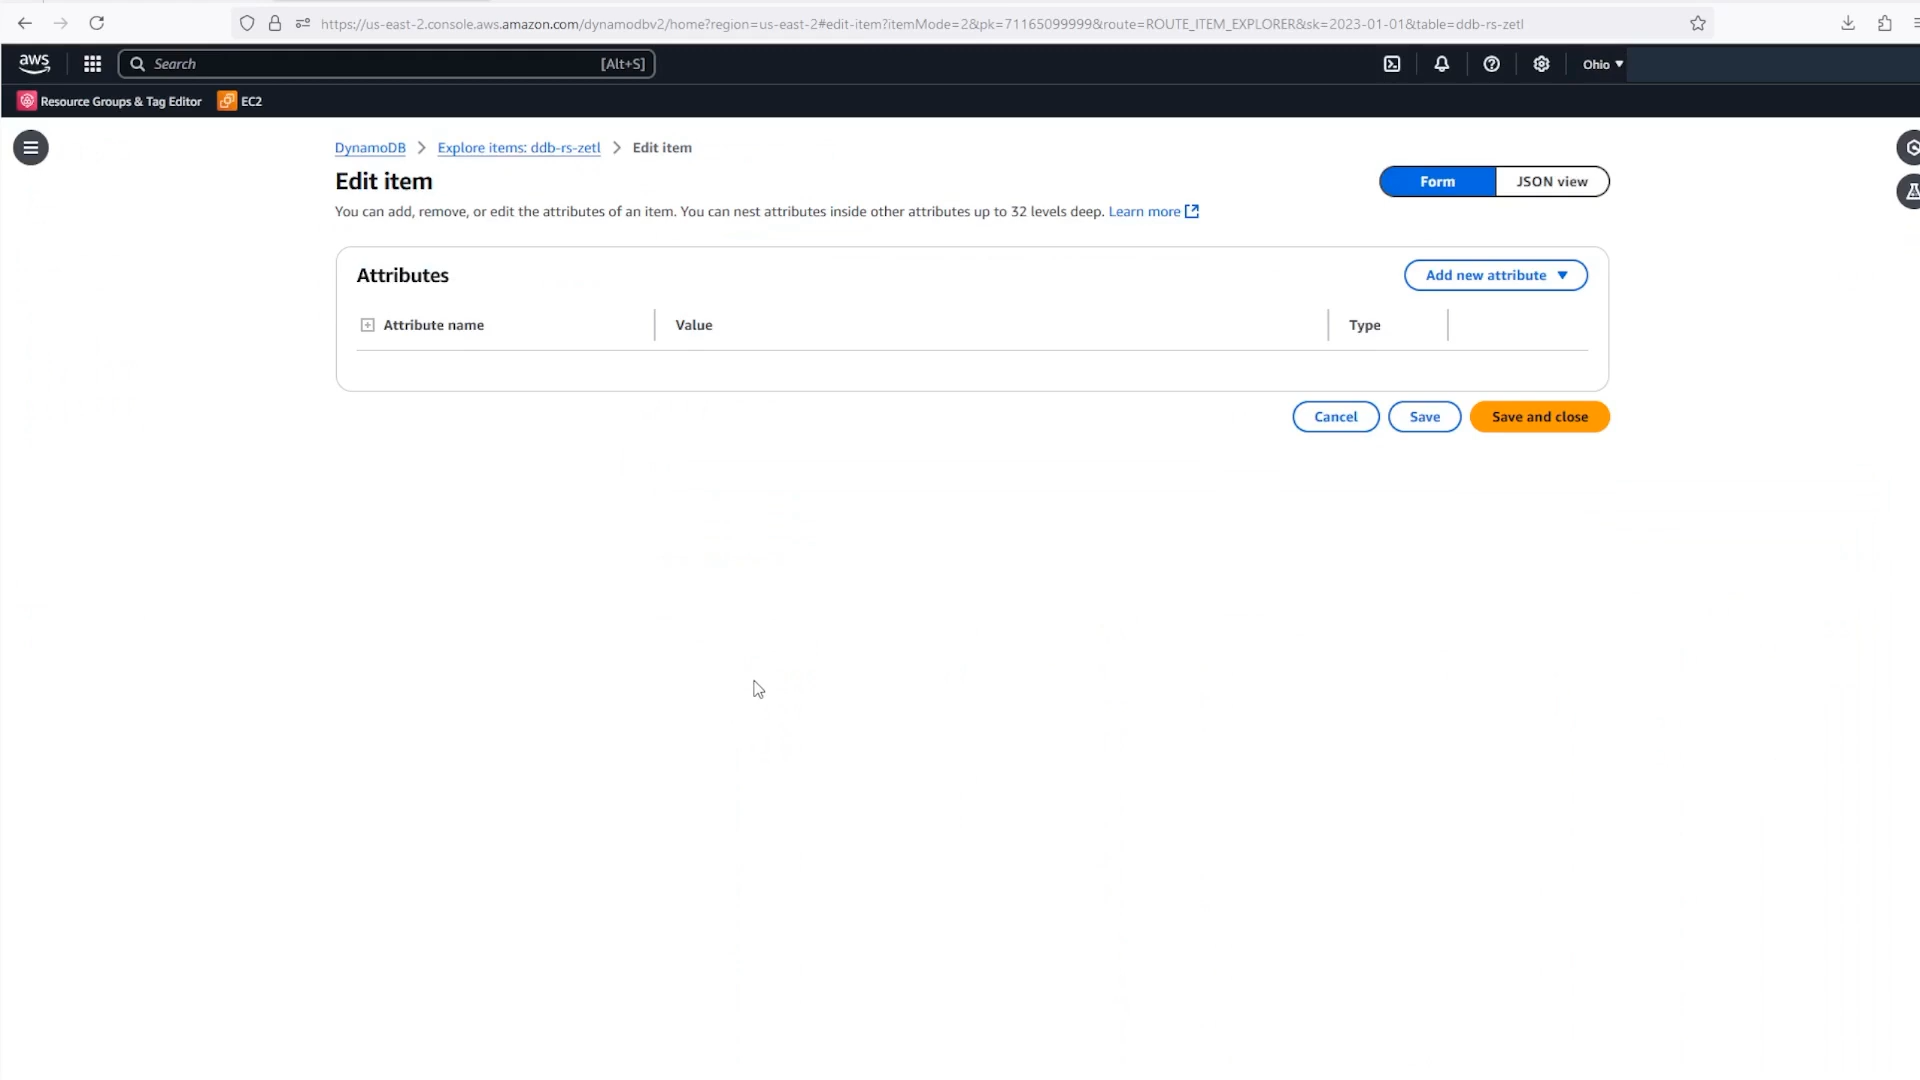 https://us-east-2.console.aws.amazon.com/dynamodbv2/home?region=us-east-2#edit-item?itemMode=2&pk=71165099999&route=ROUTE_ITEM_EXPLORER&sk=2023-01-01&table=ddb-rs-zetl
aws Search [Alt+S] Ohio
Resource Groups & Tag Editor EC2
DynamoDB Explore items: ddb-rs-zetl Edit item
Edit item Form JSON view
You can add, remove, or edit the attributes of an item. You can nest attributes inside other attributes up to 32 levels deep. Learn more
Attributes Add new attribute
Attribute name Value Type
Cancel Save Save and close